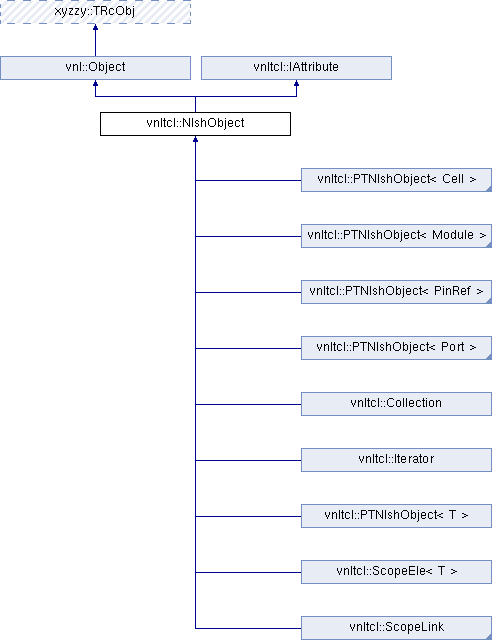 xyzzy::TRcObj
vnl::Object
vnltcl::IAttribute
vnltcl::NlshObject
vnltcl::PTNlshObject< Cell >
vnltcl::PTNlshObject< Module >
vnltcl::PTNlshObject< PinRef >
vnltcl::PTNlshObject< Port >
vnltcl::Collection
vnltcl::Iterator
vnltcl::PTNlshObject< T >
vnltcl::ScopeEle< T >
vnltcl::ScopeLink